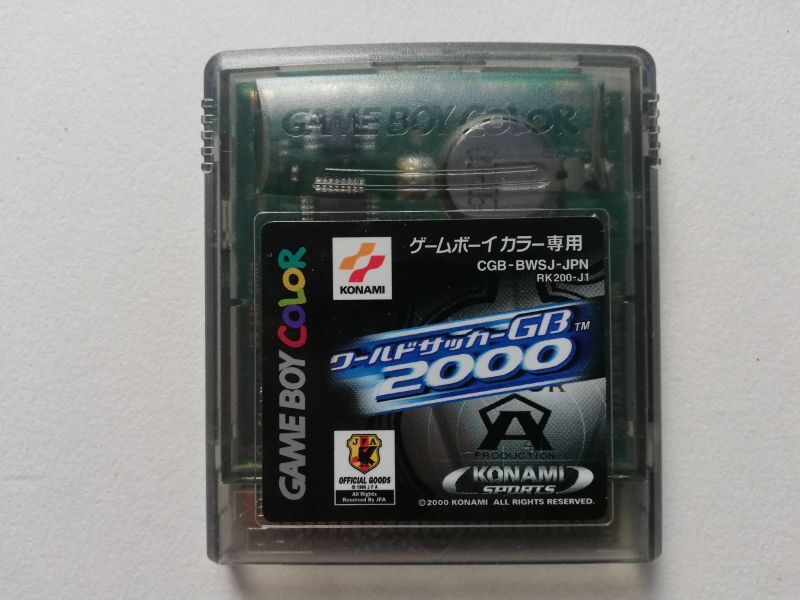 GAME BOY COLOR
GAME BOY COLOR
KONAMI
ゲームボーイカラー専用
CGB-BWSJ-JPN
RK200-J1
ワールドサッカーGB™
2000
JFA
OFFICIAL GOODS
© 1996 J F A
All Rights
Reserved By JFA
A
PRODUCTION
KONAMI
SPORTS
©2000 KONAMI ALL RIGHTS RESERVED.